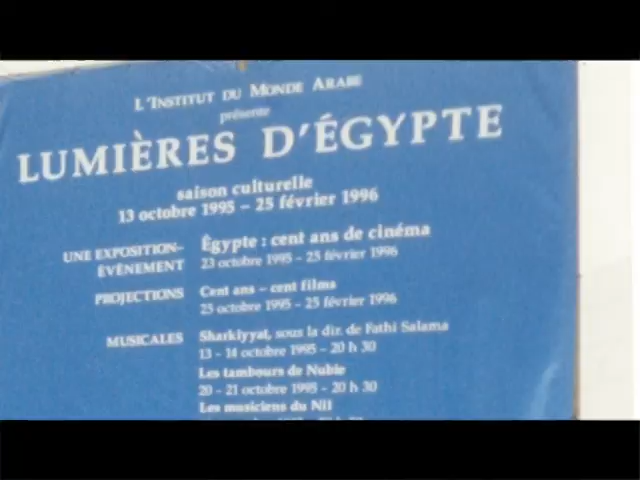 L'INSTITUT DU MONDE ARABE
présente
LUMIÈRES D'ÉGYPTE
saison culturelle
13 octobre 1995 – 25 février 1996
UNE EXPOSITION–
ÉVÈNEMENT
Égypte : cent ans de cinéma
23 octobre 1995 – 25 février 1996
PROJECTIONS
Cent ans – cent films
25 octobre 1995 – 25 février 1996
MUSICALES
Sharkiyyat, sous la dir. de Fathi Salama
13 - 14 octobre 1995 – 20 h 30
Les tambours de Nubie
20 - 21 octobre 1995 - 20 h 30
Les musiciens du Nil